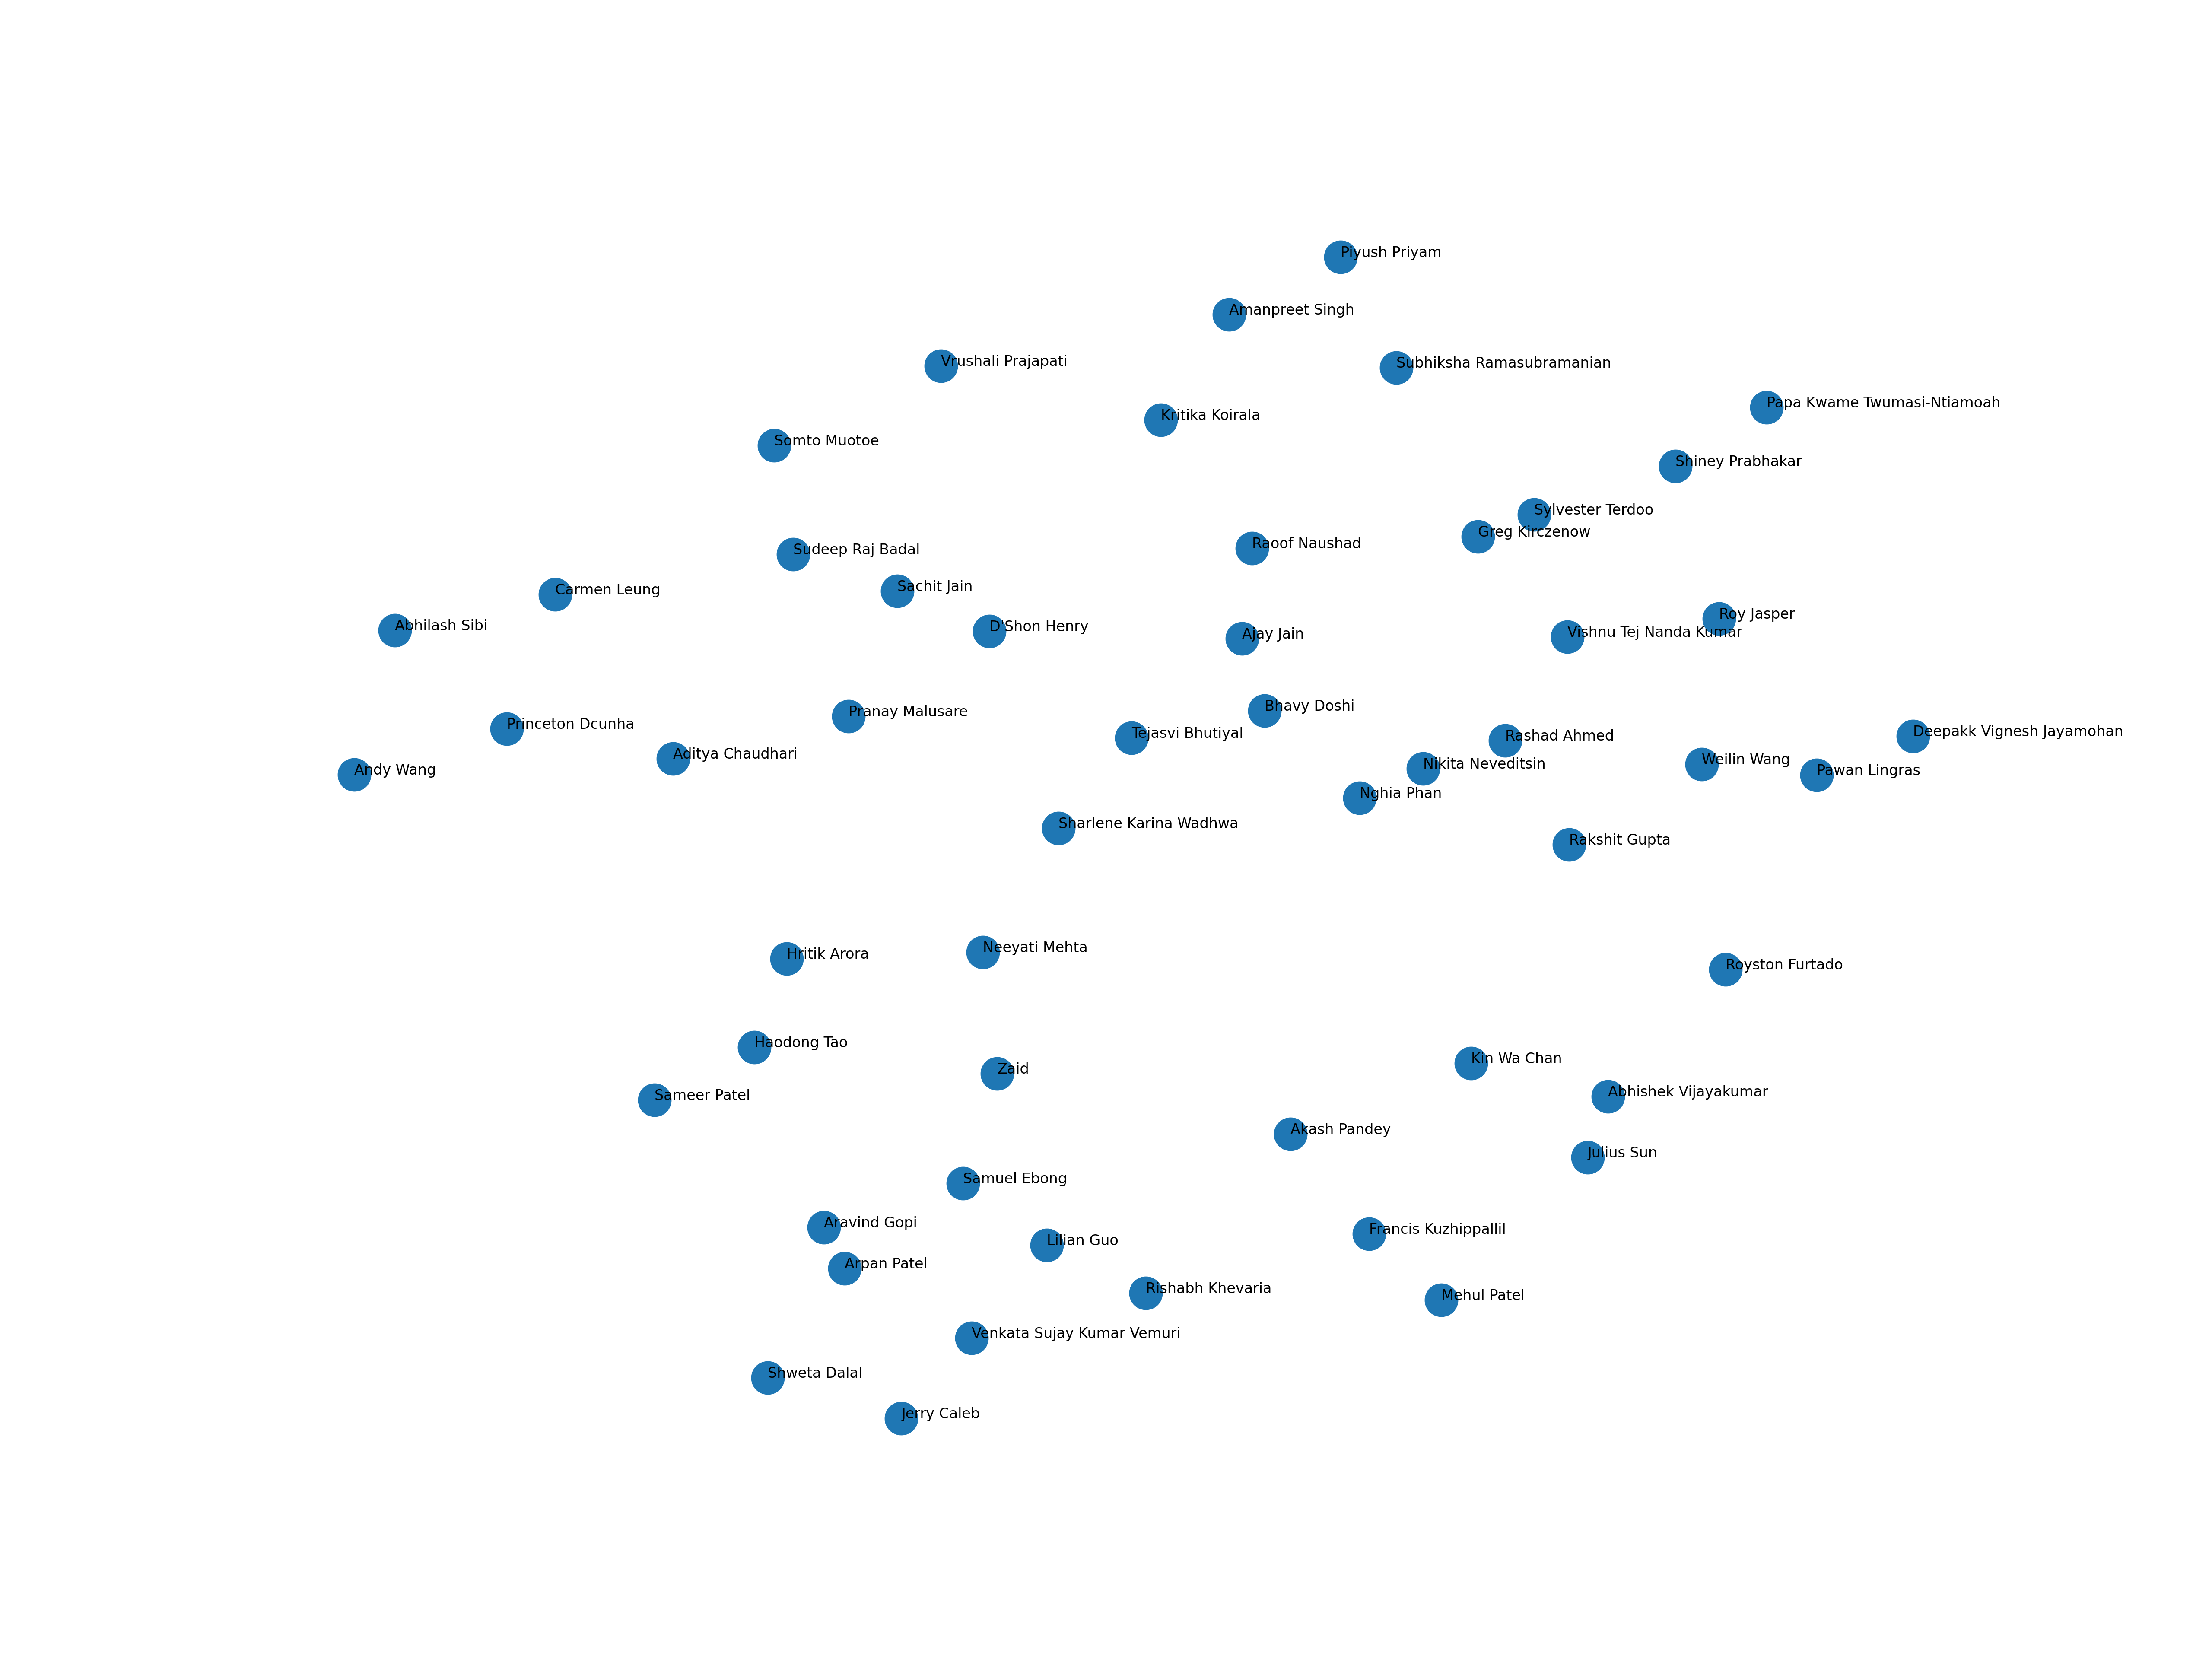 Piyush Priyam
Amanpreet Singh
Vrushali Prajapati
Subhiksha Ramasubramanian
Papa Kwame Twumasi-Ntiamoah
Kritika Koirala
Somto Muotoe
Shiney Prabhakar
Sylvester Terdoo
Greg Kirczenow
Raoof Naushad
Sudeep Raj Badal
Sachit Jain
Carmen Leung
Roy Jasper
Abhilash Sibi
D'Shon Henry
Vishnu Tej Nanda Kumar
Ajay Jain
Bhavy Doshi
Pranay Malusare
Princeton Dcunha
Deepakk Vignesh Jayamohan
Tejasvi Bhutiyal
Rashad Ahmed
Aditya Chaudhari
Weilin Wang
Nikita Neveditsin
Andy Wang
Pawan Lingras
Nghia Phan
Sharlene Karina Wadhwa
Rakshit Gupta
Neeyati Mehta
Hritik Arora
Royston Furtado
Haodong Tao
Kin Wa Chan
Zaid
Abhishek Vijayakumar
Sameer Patel
Akash Pandey
Julius Sun
Samuel Ebong
Aravind Gopi
Francis Kuzhippallil
Lilian Guo
Arpan Patel
Rishabh Khevaria
Mehul Patel
Venkata Sujay Kumar Vemuri
Shweta Dalal
Jerry Caleb